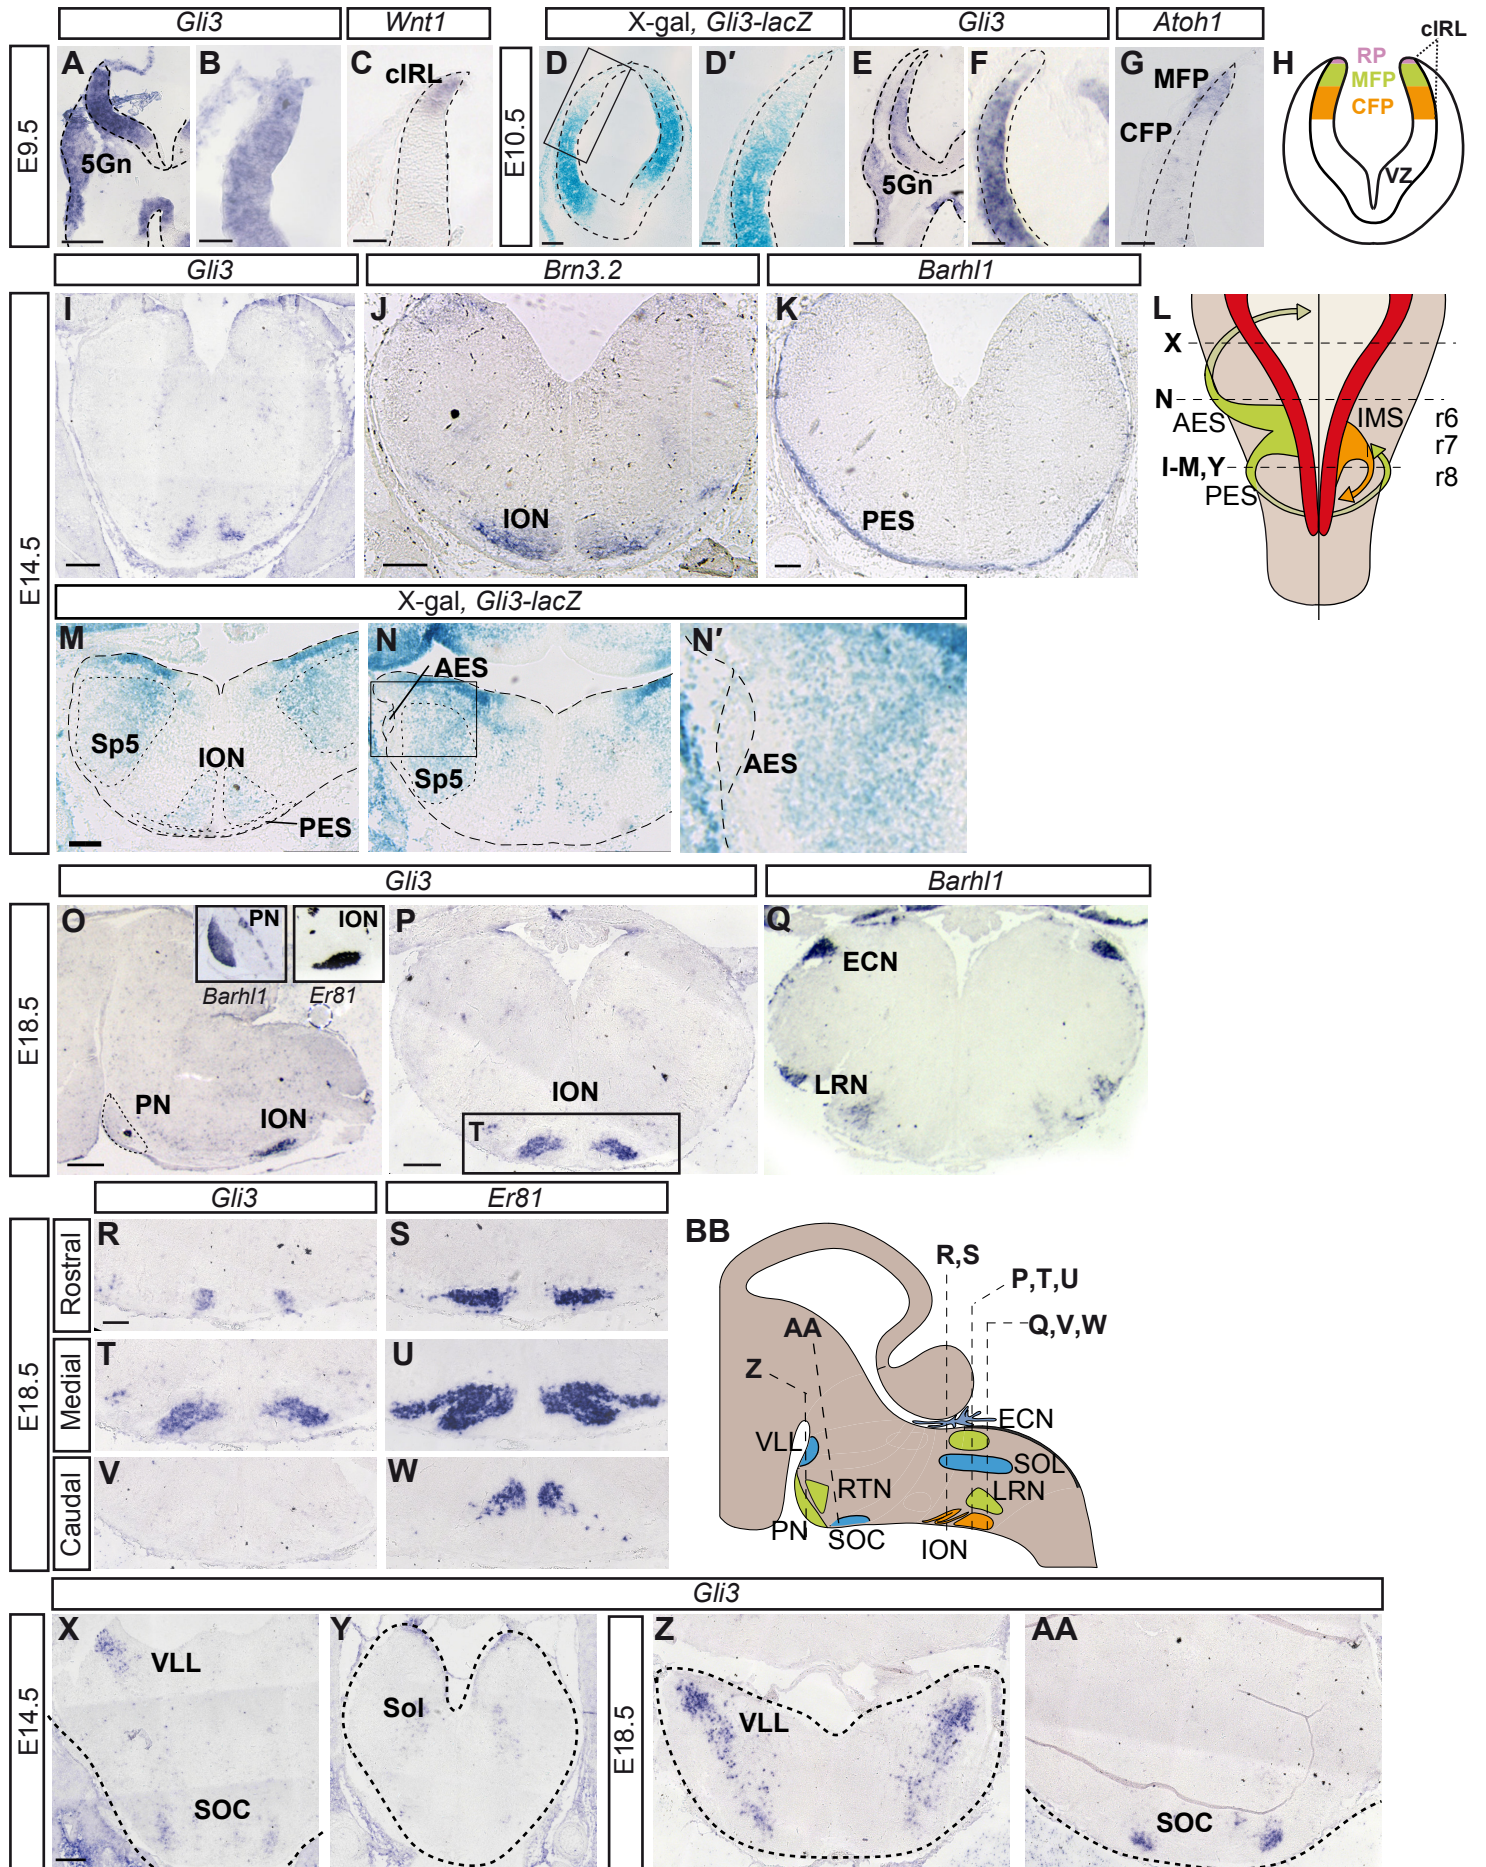 Gli3
Wnt1
X-gal, Gli3-lacZ
Gli3
Atoh1
E9.5
A
5Gn
B
C
clRL
E10.5
D
D′
E
5Gn
F
G
MFP
CFP
H
clRL
RP
MFP
CFP
VZ
Gli3
Brn3.2
Barhl1
E14.5
I
J
ION
K
PES
L
X
N
AES
IMS
r6
r7
I-M,Y
r8
PES
X-gal, Gli3-lacZ
M
Sp5
ION
PES
N
AES
Sp5
N′
AES
Gli3
Barhl1
E18.5
O
PN
Barhl1
ION
Er81
PN
ION
P
ION
T
Q
ECN
LRN
Gli3
Er81
E18.5
Rostral
R
S
Medial
T
U
Caudal
V
W
BB
R,S
P,T,U
Q,V,W
AA
Z
ECN
VLL
SOL
RTN
LRN
PN
SOC
ION
Gli3
E14.5
X
VLL
SOC
Y
Sol
E18.5
Z
VLL
AA
SOC